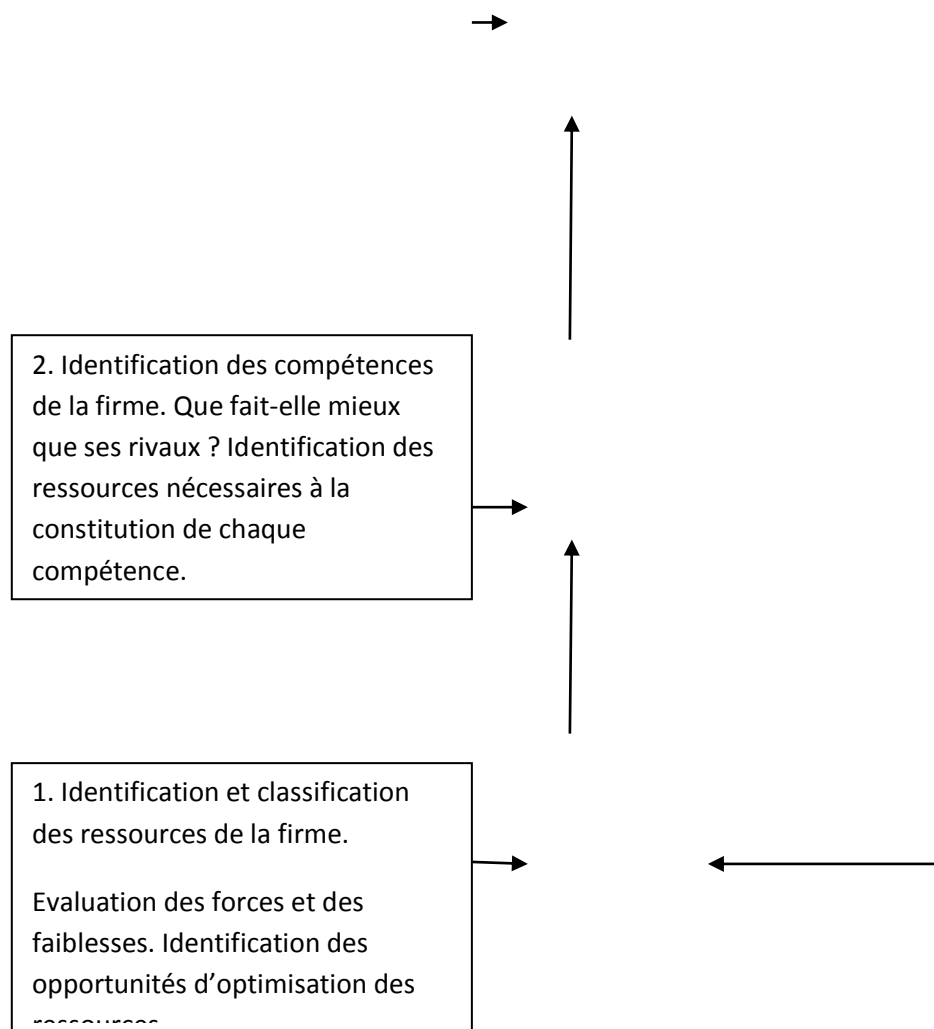 2. Identification des compétences
de la firme. Que fait-elle mieux
que ses rivaux ? Identification des
ressources nécessaires à la
constitution de chaque
compétence.
1. Identification et classification
des ressources de la firme.
Evaluation des forces et des
faiblesses. Identification des
opportunités d’optimisation des